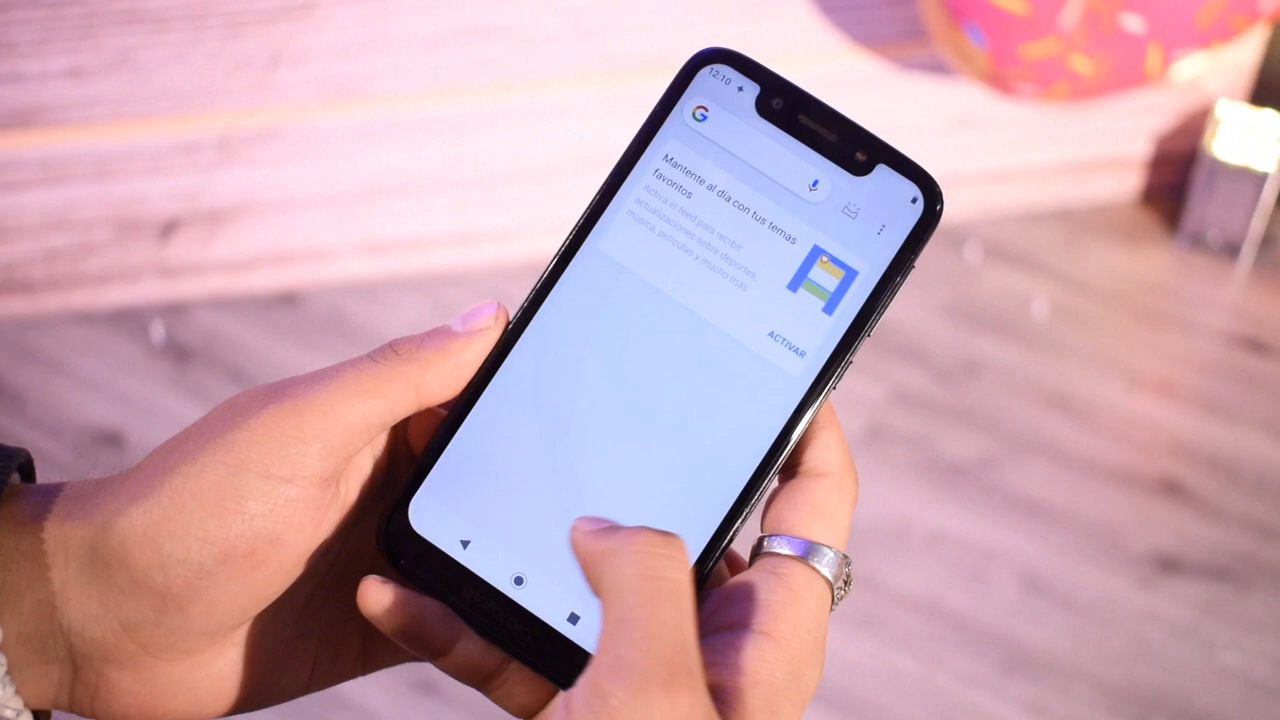 12:10
G
Mantente al día con tus temas
favoritos
Activa el feed para recibir
actualizaciones sobre deportes,
música, películas y mucho más
ACTIVAR